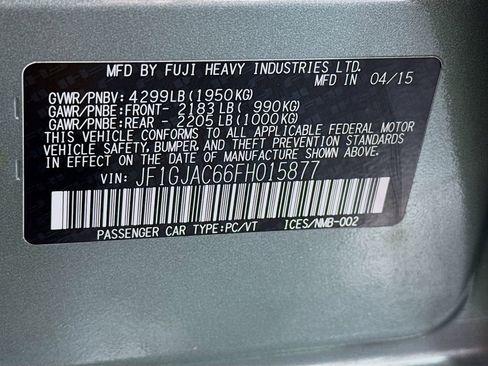 MFD BY FUJI HEAVY INDUSTRIES LTD.
MFD IN 04/15
GVWR/PNBV: 4299LB(1950KG)
GAWR/PNBE:FRONT- 2183LB( 990KG)
GAWR/PNBE:REAR - 2205LB(1000KG)
THIS VEHICLE CONFORMS TO ALL APPLICABLE FEDERAL MOTOR
VEHICLE SAFETY, BUMPER, AND THEFT PREVENTION STANDARDS
IN EFFECT ON THE DATE OF MANUFACTURE SHOWN ABOVE.
VIN: JF1GJAC66FH015877
PASSENGER CAR TYPE:PC/VT ICES/NMB-002